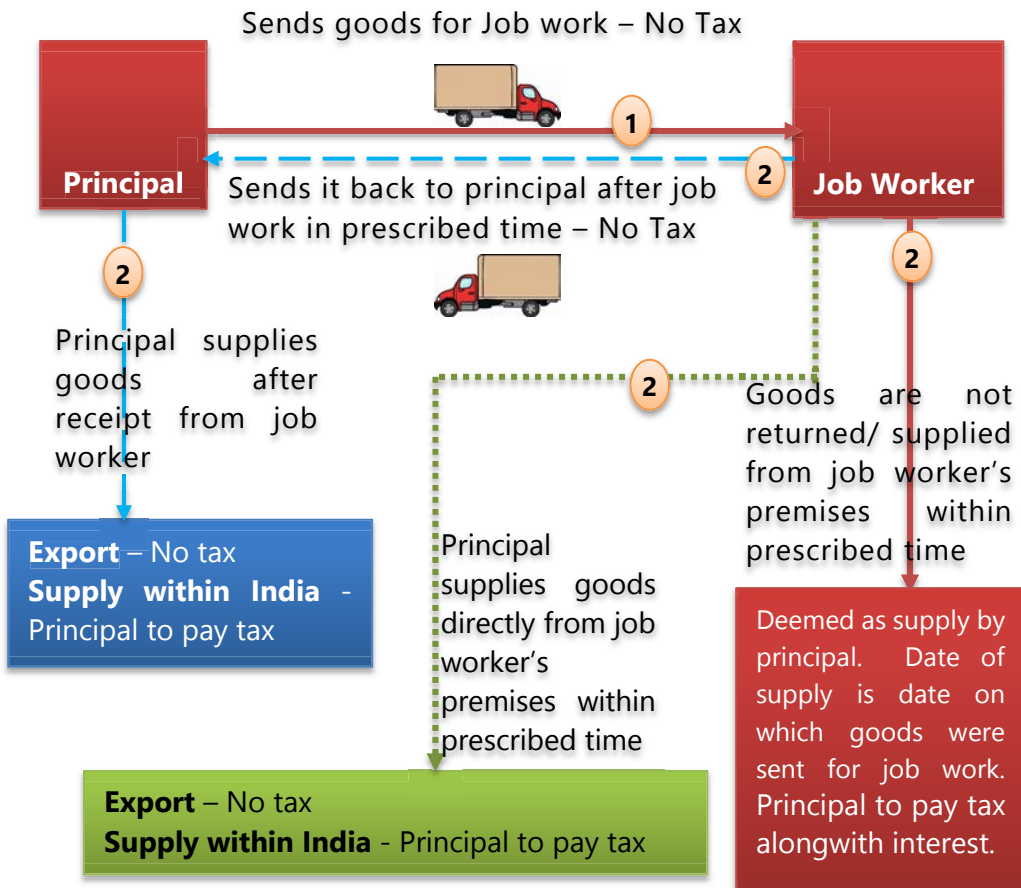 Sends goods for Job work – No Tax
1
Principal
2
Job Worker
Sends it back to principal after job
work in prescribed time – No Tax
2
2
Principal supplies
goods after
receipt from job
worker
2
Goods are not
returned/ supplied
from job worker's
premises within
prescribed time
Export – No tax
Supply within India -
Principal to pay tax
Principal
supplies goods
directly from job
worker's
premises within
prescribed time
Deemed as supply by
principal. Date of
supply is date on
which goods were
sent for job work.
Principal to pay tax
alongwith interest.
Export – No tax
Supply within India - Principal to pay tax